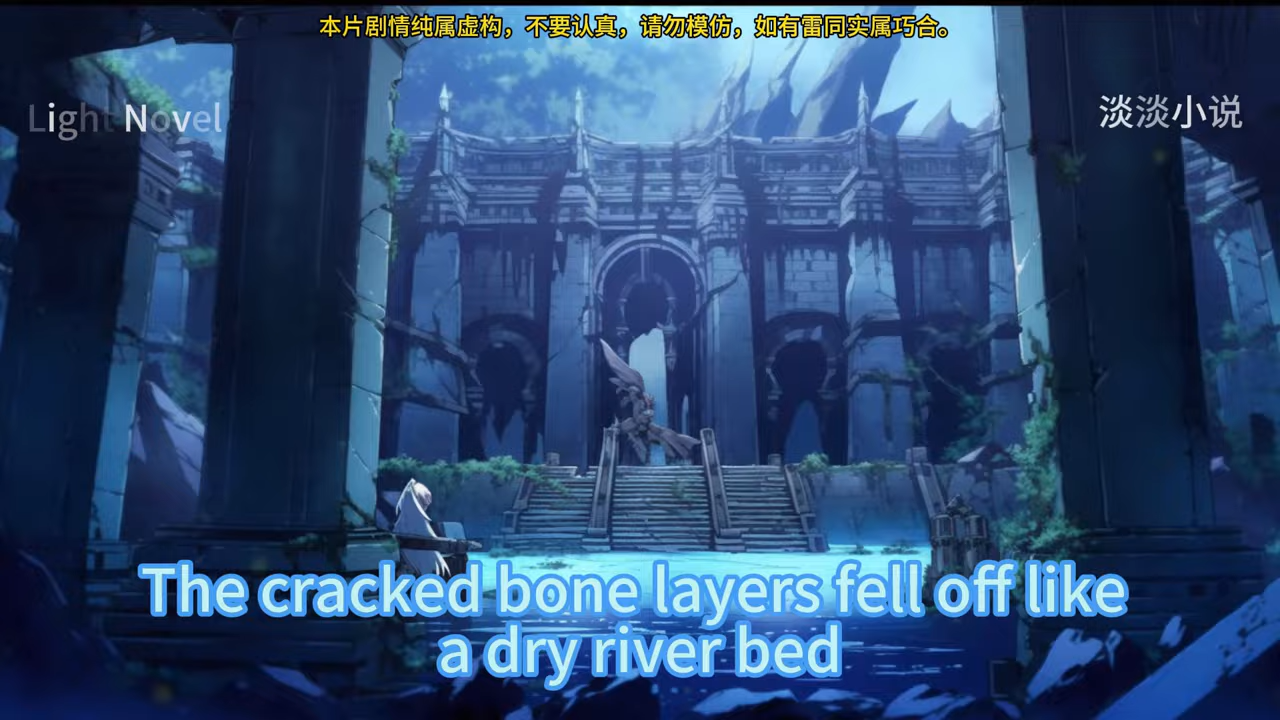 本片剧情纯属虚构，不要认真，请勿模仿，如有雷同实属巧合。
Light Novel
淡淡小说
The cracked bone layers fell off like
a dry river bed